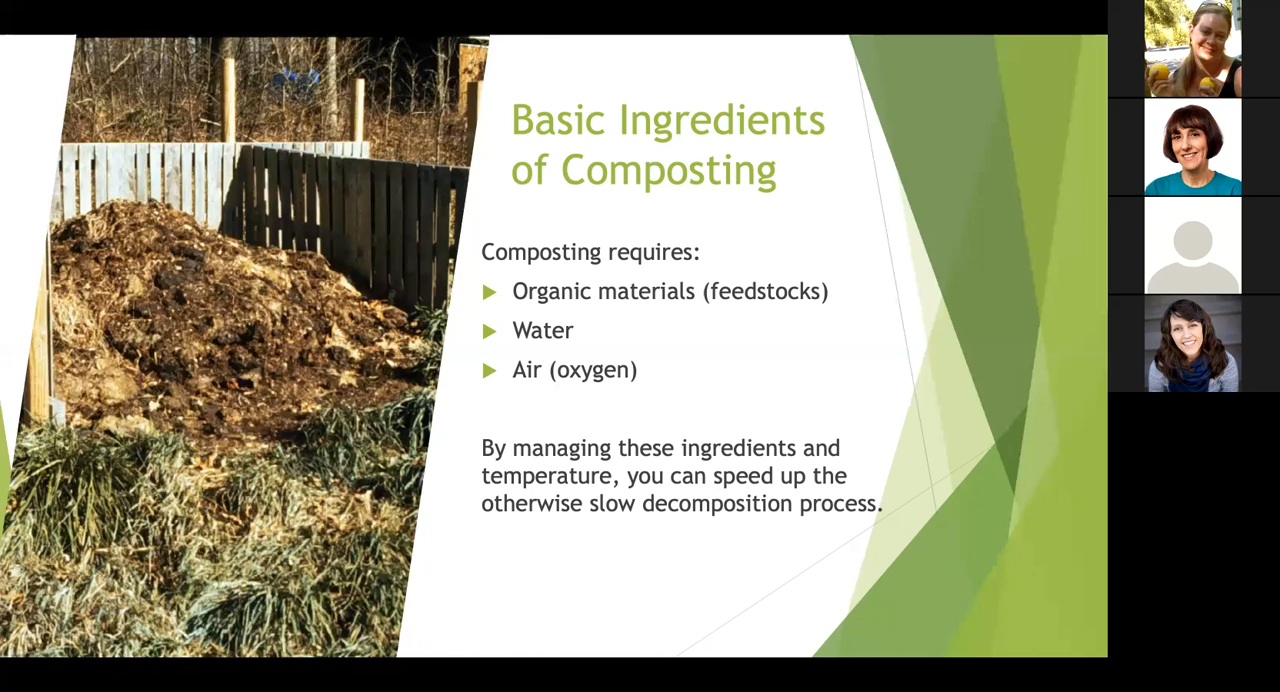 Basic Ingredients
of Composting
Composting requires:
Organic materials (feedstocks)
Water
Air (oxygen)
By managing these ingredients and
temperature, you can speed up the
otherwise slow decomposition process.